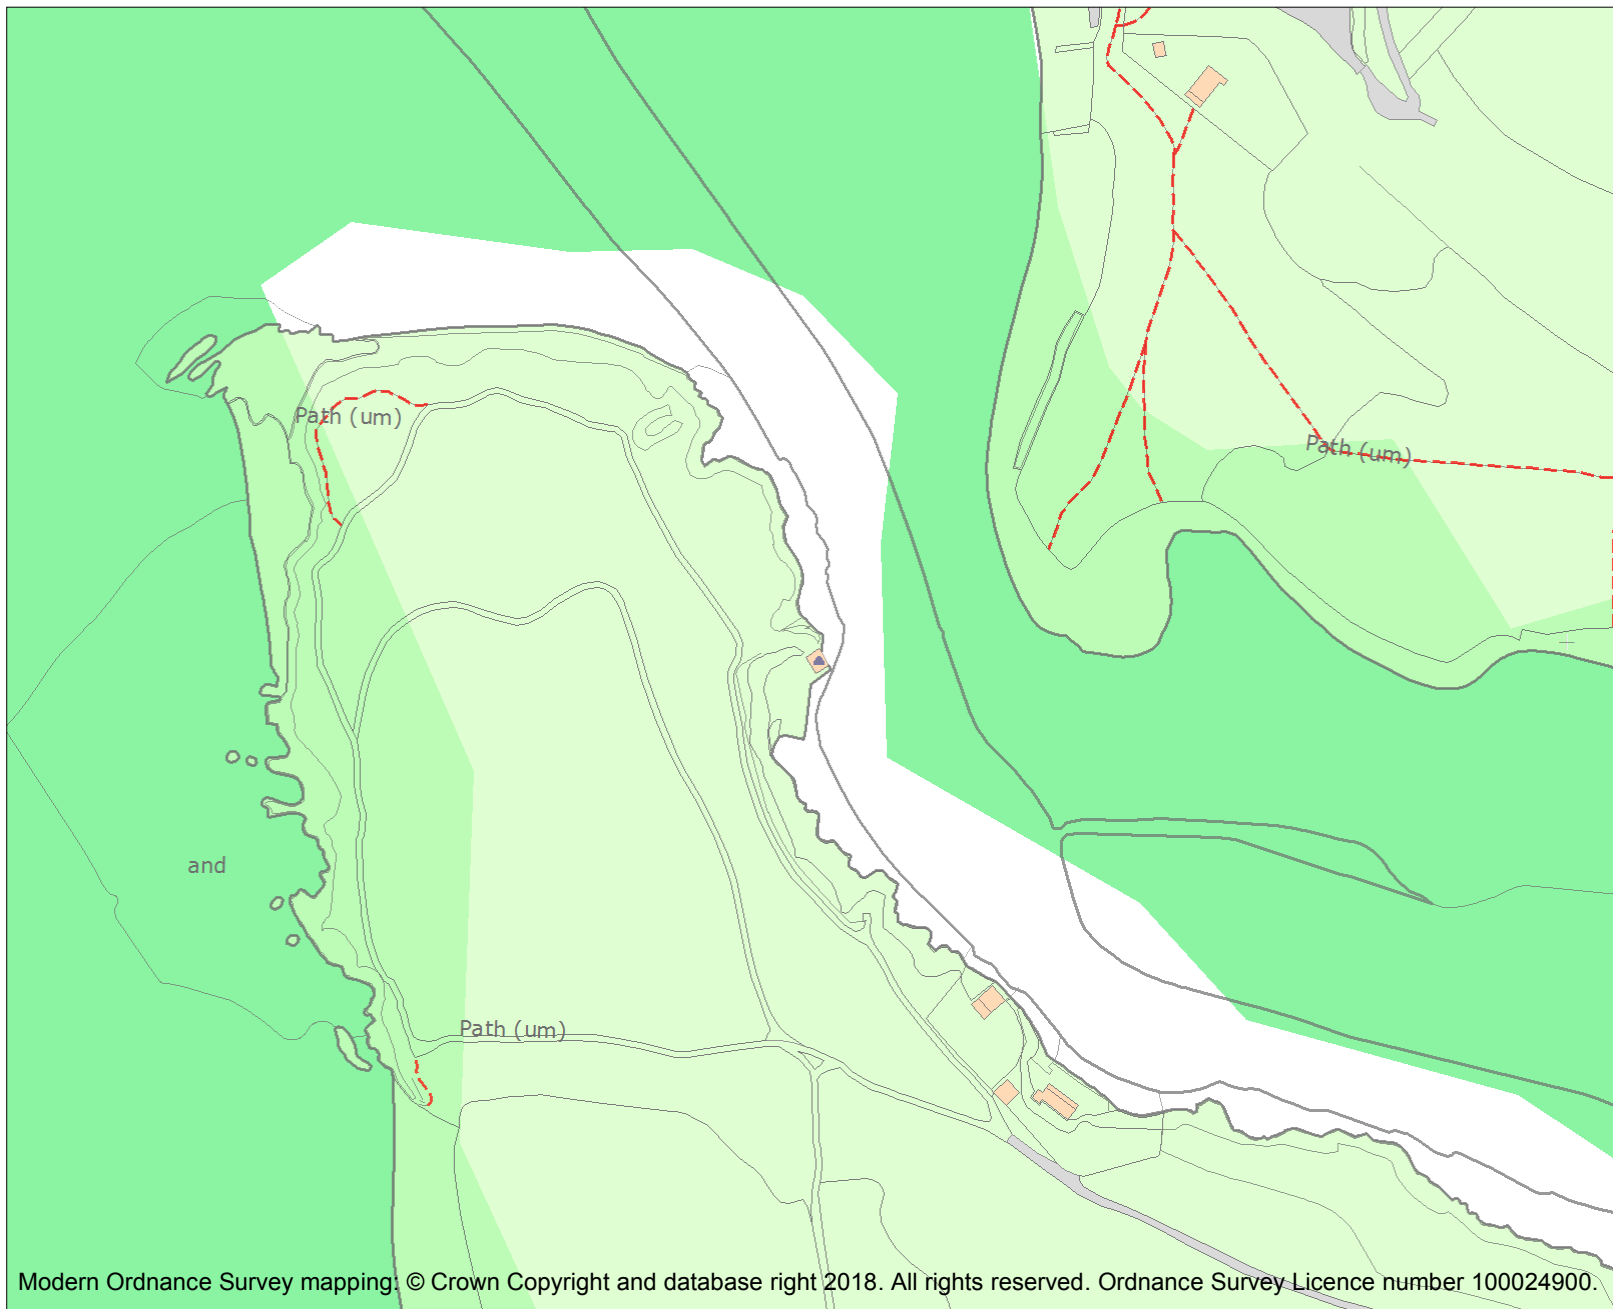 Path (um)
Path (um)
and
Path (um)
Modern Ordnance Survey mapping: © Crown Copyright and database right 2018. All rights reserved. Ordnance Survey Licence number 100024900.